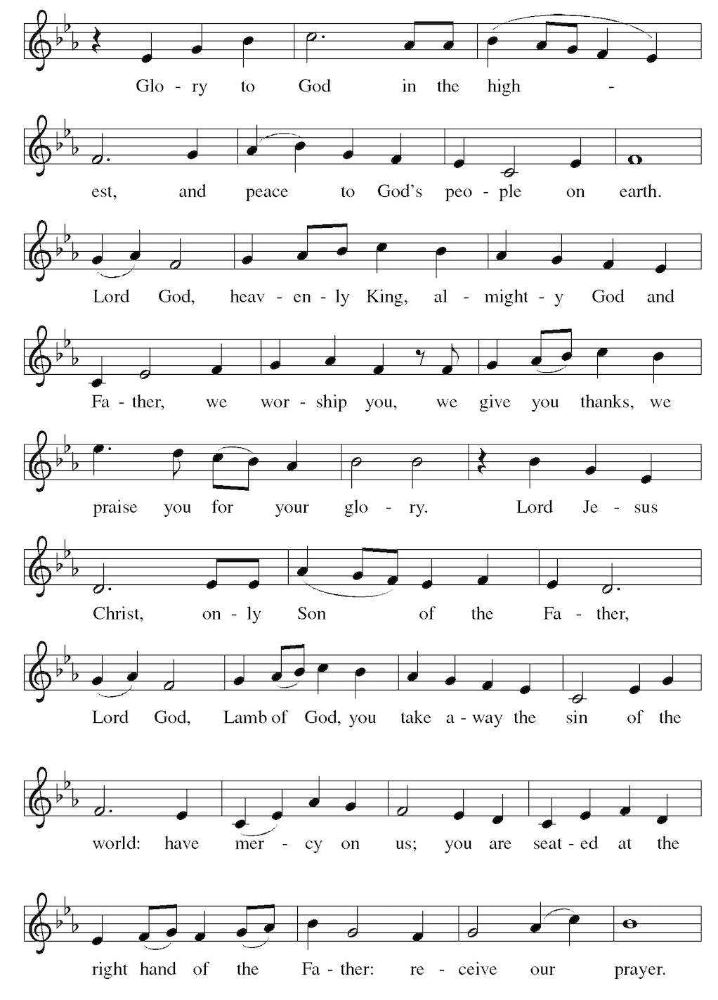 Glo - ry to God in the high -
est, and peace to God's peo - ple on earth.
Lord God, heav - en - ly King, al - might - y God and
Fa - ther, we wor - ship you, we give you thanks, we
praise you for your glo - ry. Lord Je - sus
Christ, on - ly Son of the Fa - ther,
Lord God, Lamb of God, you take a - way the sin of the
world: have mer - cy on us; you are seat - ed at the
right hand of the Fa - ther: re - ceive our prayer.